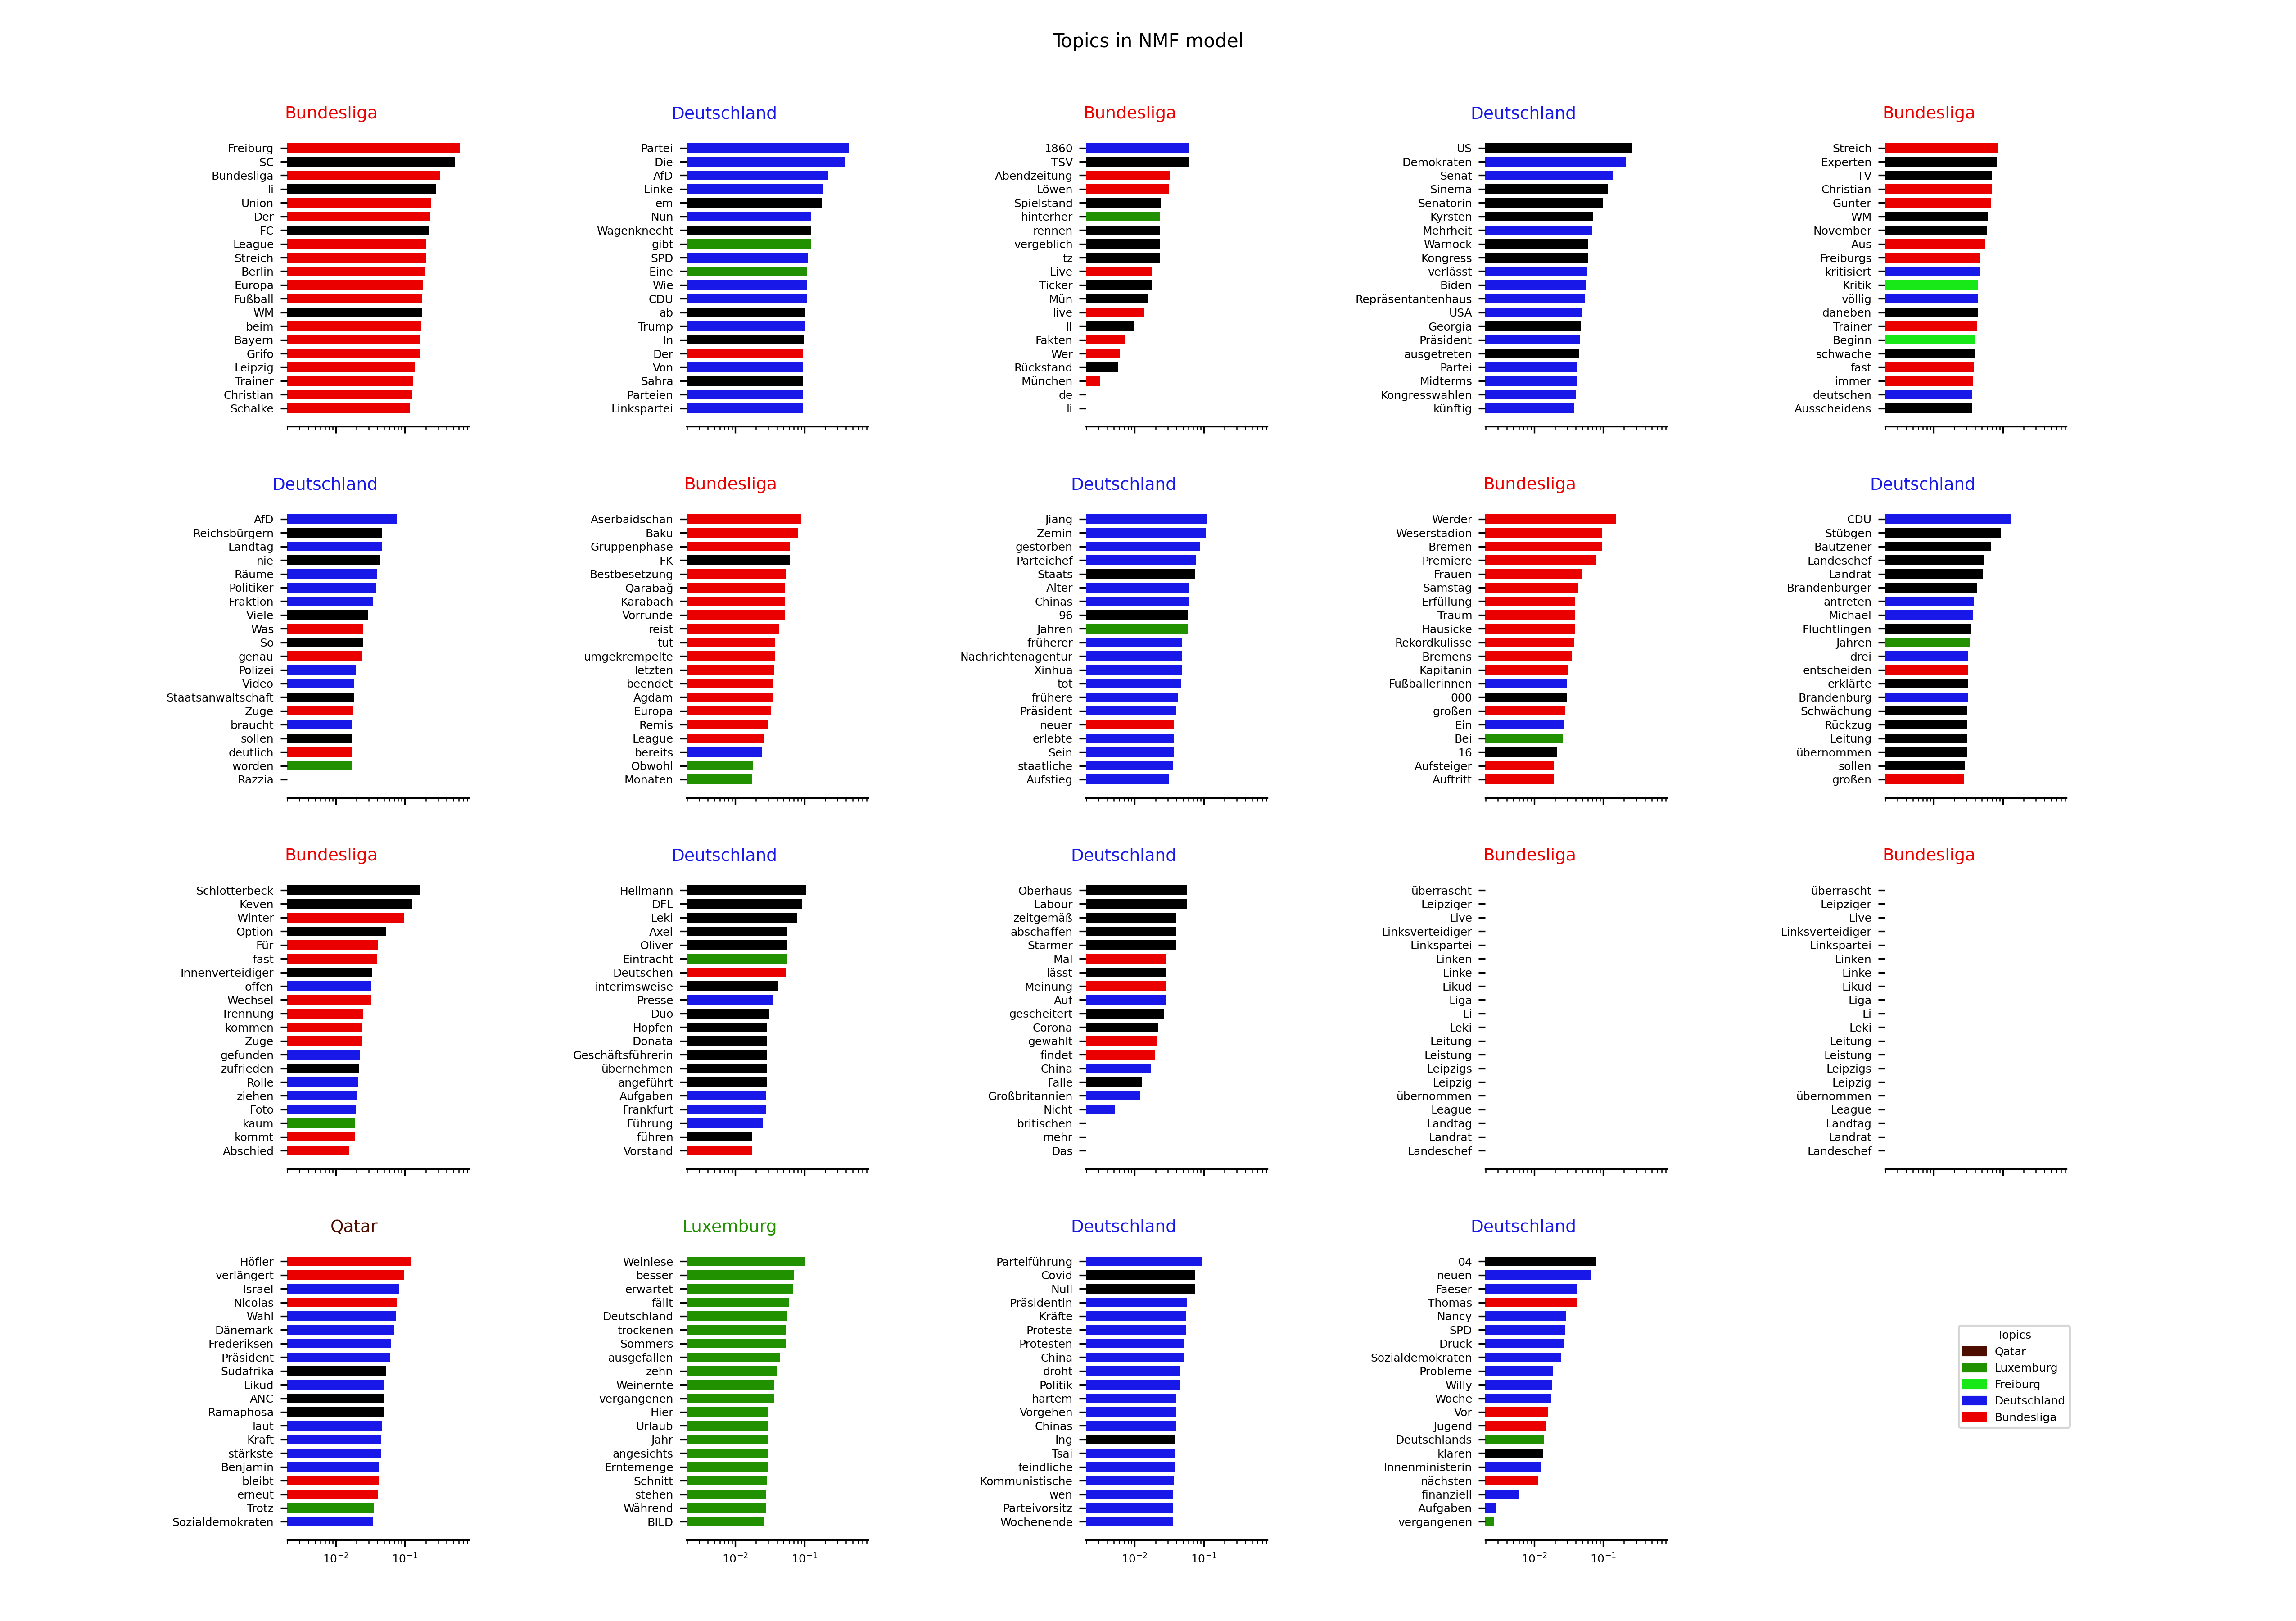 Topics in NMF model
Bundesliga
Freiburg
SC
Bundesliga
li
Union
Der
FC
League
Streich
Berlin
Europa
Fußball
WM
beim
Bayern
Grifo
Leipzig
Trainer
Christian
Schalke
Deutschland
Partei
Die
AfD
Linke
em
Nun
Wagenknecht
gibt
SPD
Eine
Wie
CDU
ab
Trump
In
Der
Von
Sahra
Parteien
Linkspartei
Bundesliga
1860
TSV
Abendzeitung
Löwen
Spielstand
hinterher
rennen
vergeblich
tz
Live
Ticker
Mün
live
II
Fakten
Wer
Rückstand
München
de
li
Deutschland
US
Demokraten
Senat
Sinema
Senatorin
Kyrsten
Mehrheit
Warnock
Kongress
verlässt
Biden
Repräsentantenhaus
USA
Georgia
Präsident
ausgetreten
Partei
Midterms
Kongresswahlen
künftig
Bundesliga
Streich
Experten
TV
Christian
Günter
WM
November
Aus
Freiburgs
kritisiert
Kritik
völlig
daneben
Trainer
Beginn
schwache
fast
immer
deutschen
Ausscheidens
Deutschland
AfD
Reichsbürgern
Landtag
nie
Räume
Politiker
Fraktion
Viele
Was
So
genau
Polizei
Video
Staatsanwaltschaft
Zuge
braucht
sollen
deutlich
worden
Razzia
Bundesliga
Aserbaidschan
Baku
Gruppenphase
FK
Bestbesetzung
Qarabağ
Karabach
Vorrunde
reist
tut
umgekrempelte
letzten
beendet
Agdam
Europa
Remis
League
bereits
Obwohl
Monaten
Deutschland
Jiang
Zemin
gestorben
Parteichef
Staats
Alter
Chinas
96
Jahren
früherer
Nachrichtenagentur
Xinhua
tot
frühere
Präsident
neuer
erlebte
Sein
staatliche
Aufstieg
Bundesliga
Werder
Weserstadion
Bremen
Premiere
Frauen
Samstag
Erfüllung
Traum
Hausicke
Rekordkulisse
Bremens
Kapitänin
Fußballerinnen
000
großen
Ein
Bei
16
Aufsteiger
Auftritt
Deutschland
CDU
Stübgen
Bautzener
Landeschef
Landrat
Brandenburger
antreten
Michael
Flüchtlingen
Jahren
drei
entscheiden
erklärte
Brandenburg
Schwächung
Rückzug
Leitung
übernommen
sollen
großen
Bundesliga
Schlotterbeck
Keven
Winter
Option
Für
fast
Innenverteidiger
offen
Wechsel
Trennung
kommen
Zuge
gefunden
zufrieden
Rolle
ziehen
Foto
kaum
kommt
Abschied
Deutschland
Hellmann
DFL
Leki
Axel
Oliver
Eintracht
Deutschen
interimsweise
Presse
Duo
Hopfen
Donata
Geschäftsführerin
übernehmen
angeführt
Aufgaben
Frankfurt
Führung
führen
Vorstand
Deutschland
Oberhaus
Labour
zeitgemäß
abschaffen
Starmer
Mal
lässt
Meinung
Auf
gescheitert
Corona
gewählt
findet
China
Falle
Großbritannien
Nicht
britischen
mehr
Das
Bundesliga
überrascht
Leipziger
Live
Linksverteidiger
Linkspartei
Linken
Linke
Likud
Liga
Li
Leki
Leitung
Leistung
Leipzigs
Leipzig
übernommen
League
Landtag
Landrat
Landeschef
Bundesliga
überrascht
Leipziger
Live
Linksverteidiger
Linkspartei
Linken
Linke
Likud
Liga
Li
Leki
Leitung
Leistung
Leipzigs
Leipzig
übernommen
League
Landtag
Landrat
Landeschef
Qatar
Höfler
verlängert
Israel
Nicolas
Wahl
Dänemark
Frederiksen
Präsident
Südafrika
Likud
ANC
Ramaphosa
laut
Kraft
stärkste
Benjamin
bleibt
erneut
Trotz
Sozialdemokraten
10⁻² 10⁻¹
Luxemburg
Weinlese
besser
erwartet
fällt
Deutschland
trockenen
Sommers
ausgefallen
zehn
Weinernte
vergangenen
Hier
Urlaub
Jahr
angesichts
Erntemenge
Schnitt
stehen
Während
BILD
10⁻² 10⁻¹
Deutschland
Parteiführung
Covid
Null
Präsidentin
Kräfte
Proteste
Protesten
China
droht
Politik
hartem
Vorgehen
Chinas
Ing
Tsai
feindliche
Kommunistische
wen
Parteivorsitz
Wochenende
10⁻² 10⁻¹
Deutschland
04
neuen
Faeser
Thomas
Nancy
SPD
Druck
Sozialdemokraten
Probleme
Willy
Woche
Vor
Jugend
Deutschlands
klaren
Innenministerin
nächsten
finanziell
Aufgaben
vergangenen
10⁻² 10⁻¹
Topics
Qatar
Luxemburg
Freiburg
Deutschland
Bundesliga